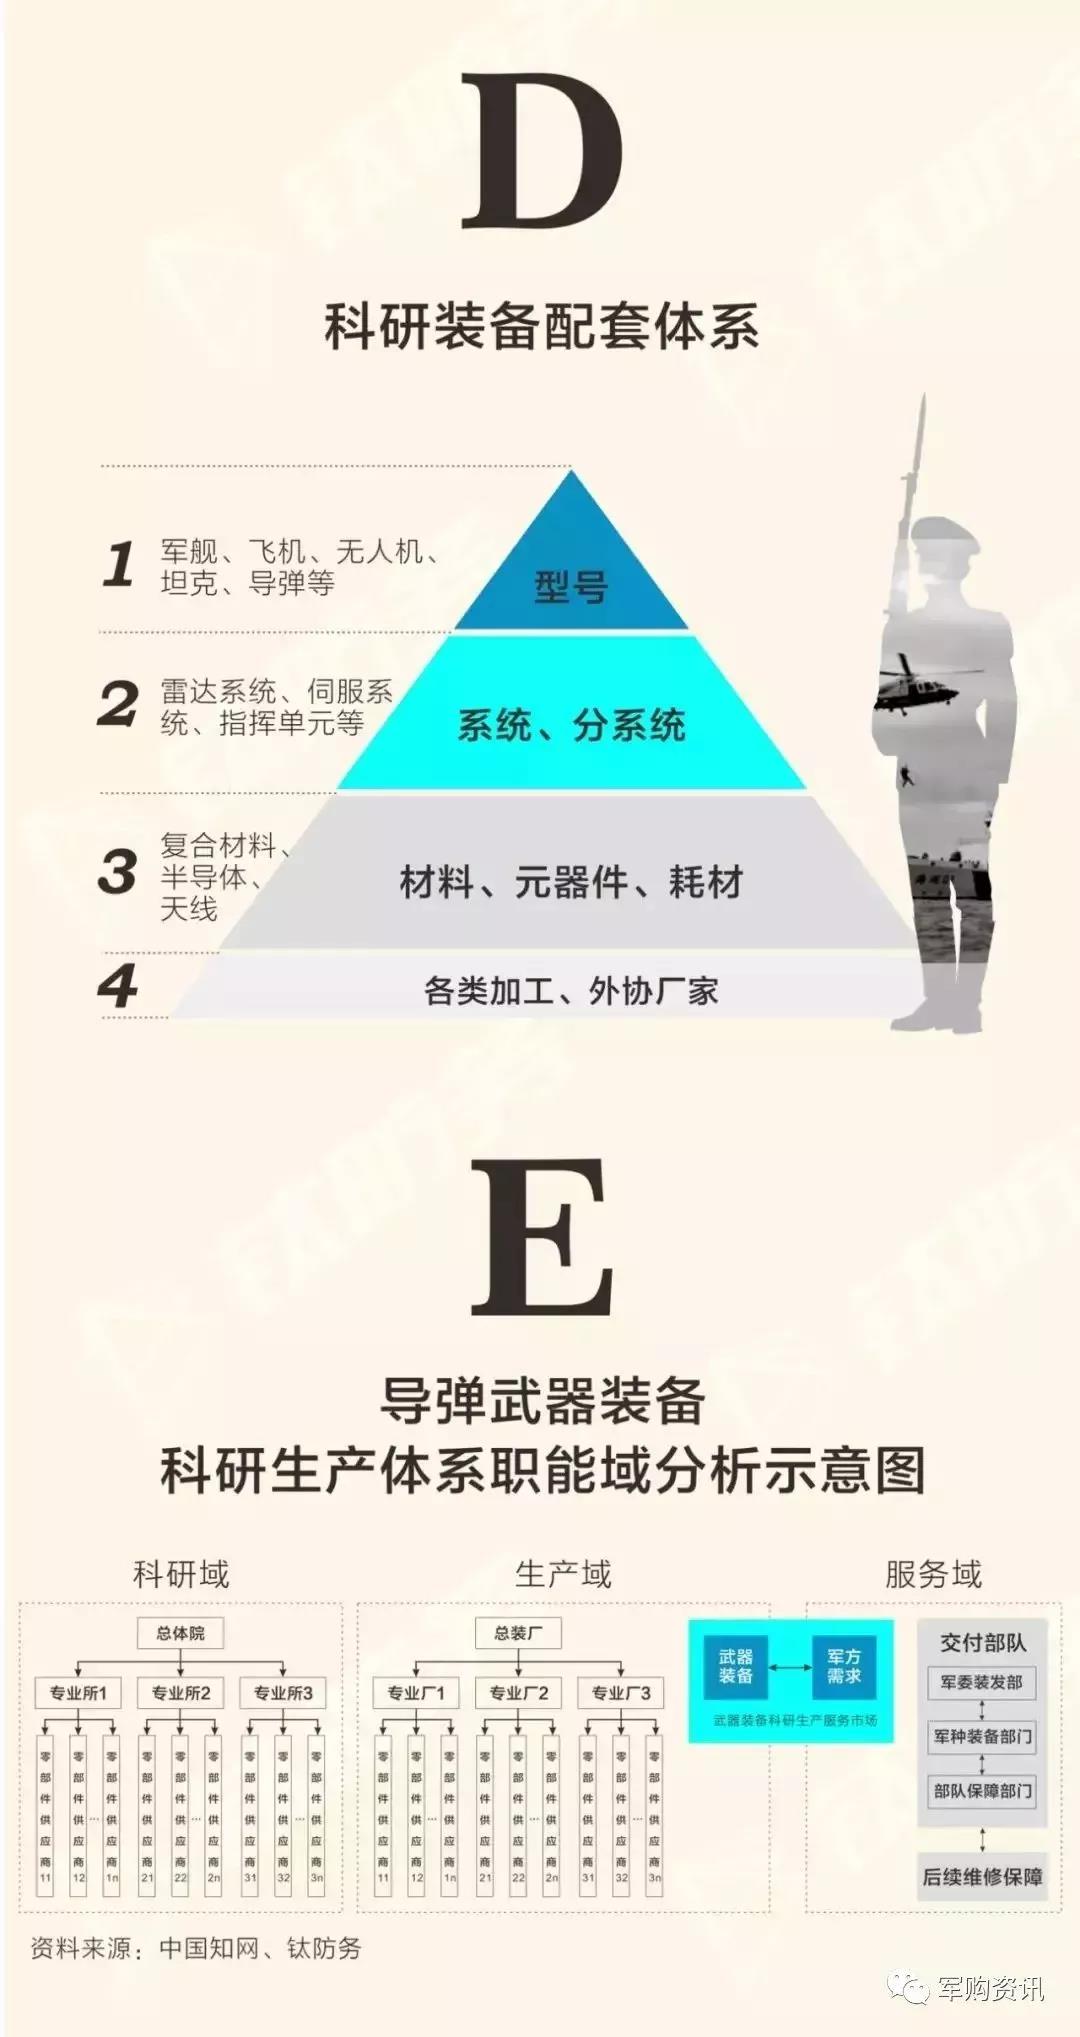 D
科研装备配套体系
1
军舰、飞机、无人机、
坦克、导弹等
型号
2
雷达系统、伺服系
统、指挥单元等
系统、分系统
3
复合材料、
半导体、
天线
材料、元器件、耗材
4
各类加工、外协厂家
E
导弹武器装备
科研生产体系职能域分析示意图
科研域
总体院
专业所1
专业所2
专业所3
零部件供应商11
零部件供应商12
...
零部件供应商1n
零部件供应商21
零部件供应商22
...
零部件供应商2n
零部件供应商31
零部件供应商32
...
零部件供应商3n
生产域
总装厂
专业厂1
专业厂2
专业厂3
零部件供应商11
零部件供应商12
...
零部件供应商1n
零部件供应商21
零部件供应商22
...
零部件供应商2n
零部件供应商31
零部件供应商32
...
零部件供应商3n
武器
装备
军方
需求
武器装备科研生产服务市场
服务域
交付部队
军委装发部
军种装备部门
部队保障部门
后续维修保障
资料来源：中国知网、钛防务
军购资讯